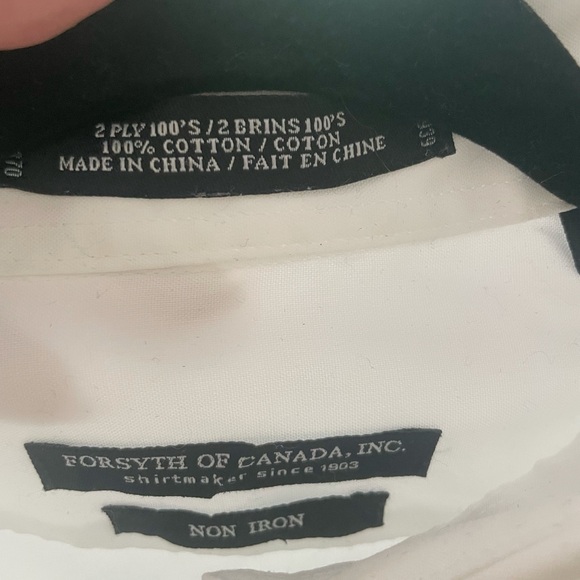 2 PLY 100'S / 2 BRINS 100'S
100% COTTON / COTON
MADE IN CHINA / FAIT EN CHINE
FORSYTH OF CANADA, INC.
shirtmaker since 1903
NON IRON